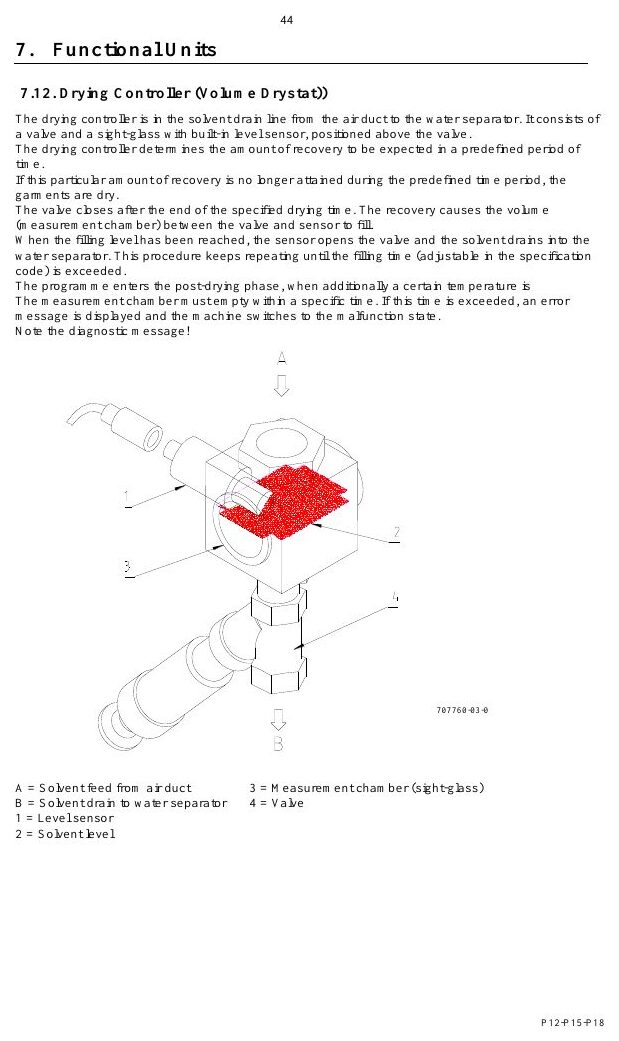 44
7. Functional Units
7.12. Drying Controller (Volume Drystat))
The drying controller is in the solvent drain line from the air duct to the water separator. It consists of
a valve and a sight-glass with built-in level sensor, positioned above the valve.
The drying controller determines the amount of recovery to be expected in a predefined period of
time.
If this particular amount of recovery is no longer attained during the predefined time period, the
garments are dry.
The valve closes after the end of the specified drying time. The recovery causes the volume
(measurement chamber) between the valve and sensor to fill.
When the filling level has been reached, the sensor opens the valve and the solvent drains into the
water separator. This procedure keeps repeating until the filling time (adjustable in the specification
code) is exceeded.
The programme enters the post-drying phase, when additionally a certain temperature is
The measurement chamber must empty within a specific time. If this time is exceeded, an error
message is displayed and the machine switches to the malfunction state.
Note the diagnostic message!
A
1
2
3
4
707760-03-0
B
A = Solvent feed from air duct 3 = Measurement chamber (sight-glass)
B = Solvent drain to water separator 4 = Valve
1 = Level sensor
2 = Solvent level
P12-P15-P18